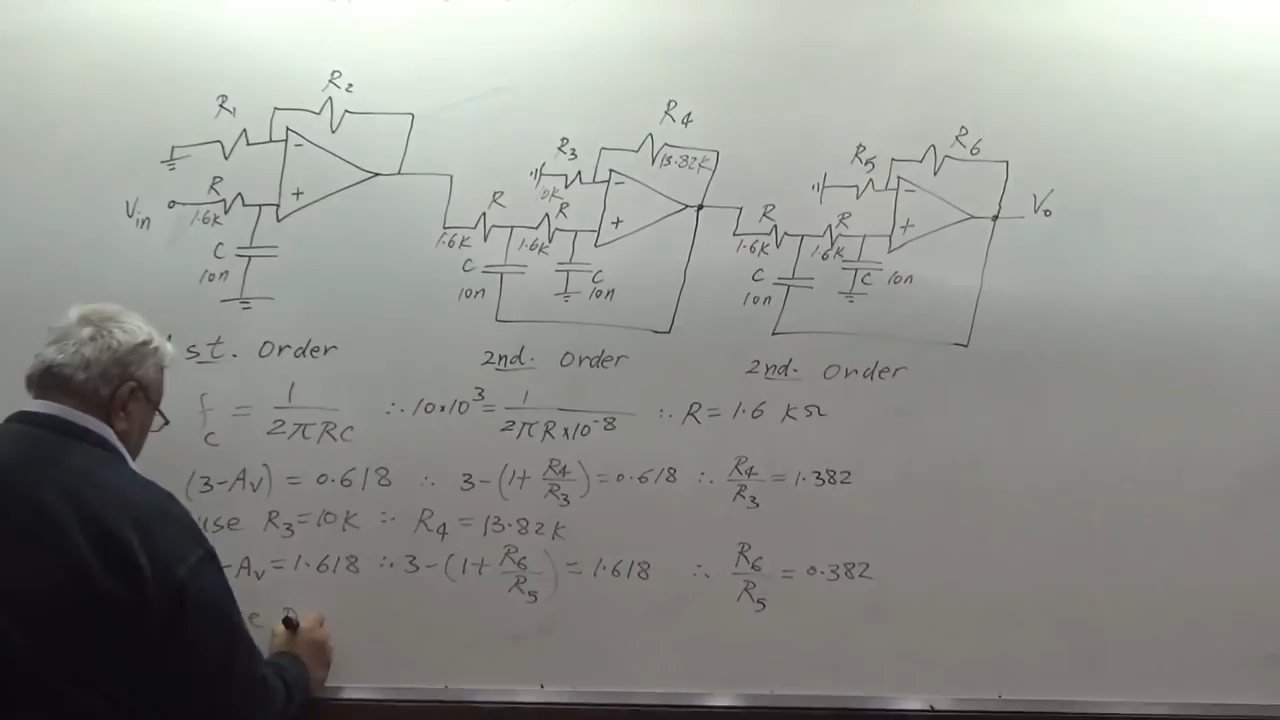 R1 R2
R
Vin 1.6K
C
10n
R3 R4
10K 13.82K
R R
1.6K 1.6K
C C
10n 10n
R5 R6
R R Vo
1.6K 1.6K
C C 10n
10n
st. Order 2nd. Order 2nd. Order
fc = 1/(2πRC) ∴ 10×10³ = 1/(2πR×10⁻⁸) ∴ R = 1.6 KΩ
(3-Av) = 0.618 ∴ 3-(1+R4/R3) = 0.618 ∴ R4/R3 = 1.382
use R3=10K ∴ R4 = 13.82K
-Av = 1.618 ∴ 3-(1+R6/R5) = 1.618 ∴ R6/R5 = 0.382